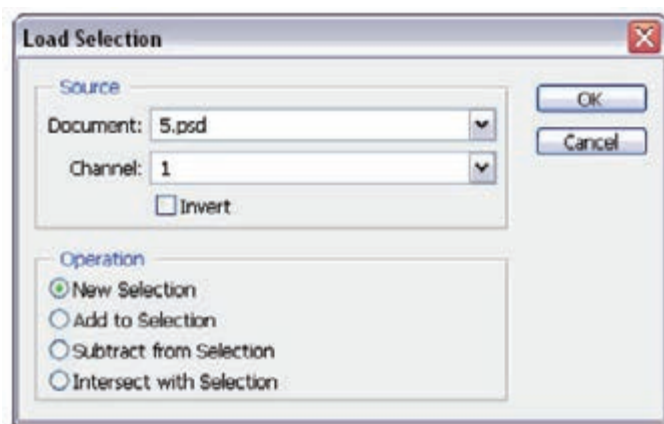 Load Selection
Source
Document: 5.psd
Channel: 1
Invert
OK
Cancel
Operation
New Selection
Add to Selection
Subtract from Selection
Intersect with Selection